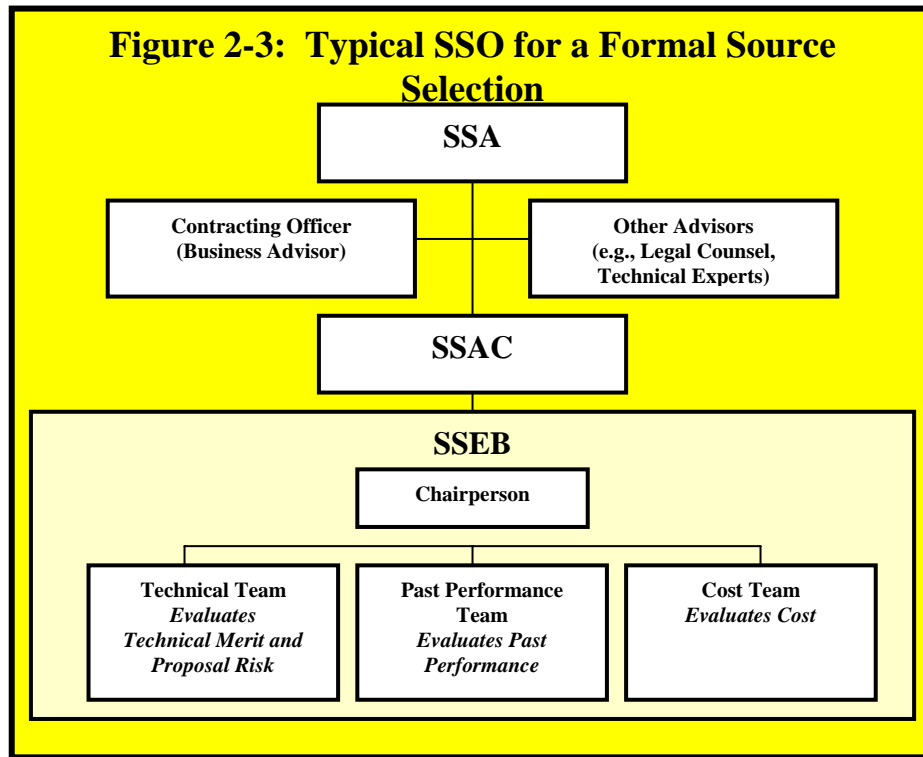 Figure 2-3: Typical SSO for a Formal Source
Selection
SSA
Contracting Officer
(Business Advisor)
Other Advisors
(e.g., Legal Counsel,
Technical Experts)
SSAC
SSEB
Chairperson
Technical Team
Evaluates
Technical Merit and
Proposal Risk
Past Performance
Team
Evaluates Past
Performance
Cost Team
Evaluates Cost